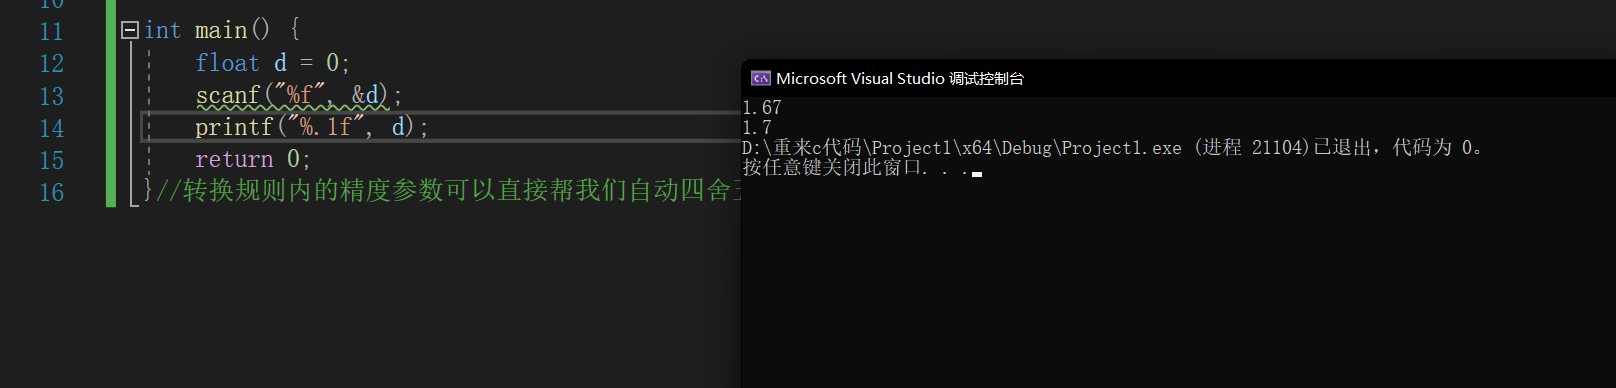 10
11 int main() {
12 float d = 0;
13 scanf("%f", &d);
14 printf("%.1f", d);
15 return 0;
16 }//转换规则内的精度参数可以直接帮我们自动四舍
Microsoft Visual Studio 调试控制台
1.67
1.7
D:\重来c代码\Project1\x64\Debug\Project1.exe (进程 21104)已退出，代码为 0。
按任意键关闭此窗口. . .